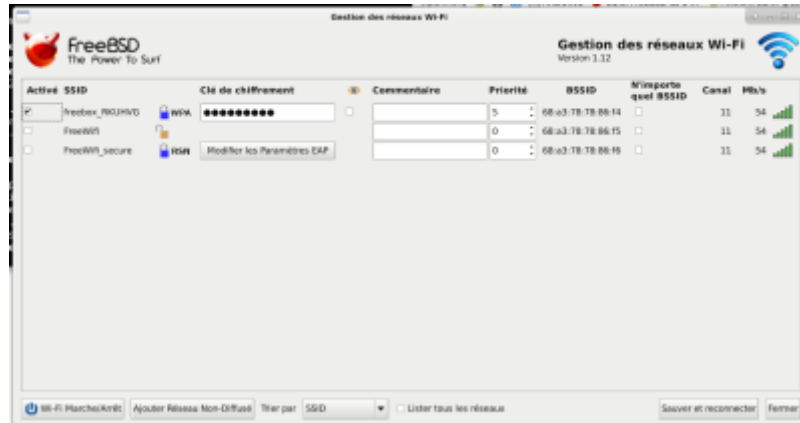 Gestion des réseaux Wi-Fi
FreeBSD
The Power To Surf
Gestion des réseaux Wi-Fi
Version 1.12
Activé SSID Clé de chiffrement Commentaire Priorité BSSID N'importe quel BSSID Canal Mb/s
WPA ●●●●●●●●● 5 68:a3:78:78:86:f4 11 54
FreeWifi 0 68:a3:78:78:86:f5 11 54
FreeWifi_secure RSN Modifier les Paramètres EAP 0 68:a3:78:78:86:f6 11 54
Wi-Fi Marche/Arrêt Ajouter Réseau Non-Diffusé Trier par SSID Lister tous les réseaux Sauver et reconnecter Fermer